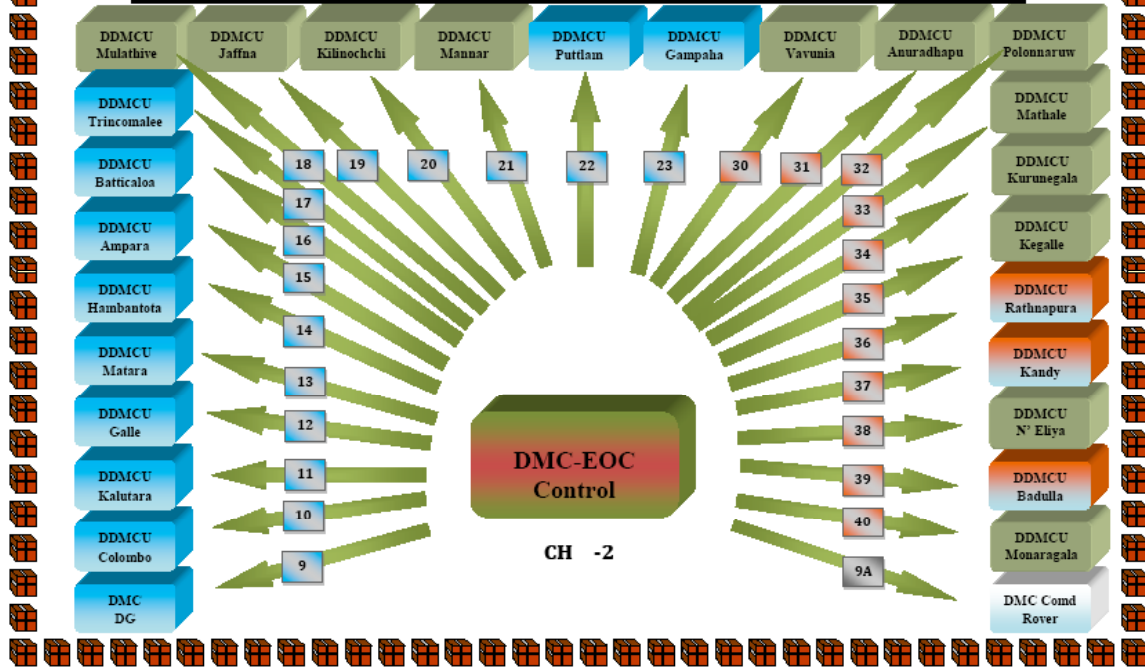 DDMCU
Mulathive
DDMCU
Jaffna
DDMCU
Kilinochchi
DDMCU
Mannar
DDMCU
Puttlam
DDMCU
Gampaha
DDMCU
Vavunia
DDMCU
Anuradhapu
DDMCU
Polonnaruw
DDMCU
Trincomalee
DDMCU
Batticaloa
DDMCU
Ampara
DDMCU
Hambantota
DDMCU
Matara
DDMCU
Galle
DDMCU
Kalutara
DDMCU
Colombo
DMC
DG
18
19
20
21
22
23
30
31
32
17
16
15
14
13
12
11
10
9
33
34
35
36
37
38
39
40
9A
DMC-EOC
Control
CH -2
DDMCU
Mathale
DDMCU
Kurunegala
DDMCU
Kegalle
DDMCU
Rathnapura
DDMCU
Kandy
DDMCU
N' Eliya
DDMCU
Badulla
DDMCU
Monaragala
DMC Comd
Rover